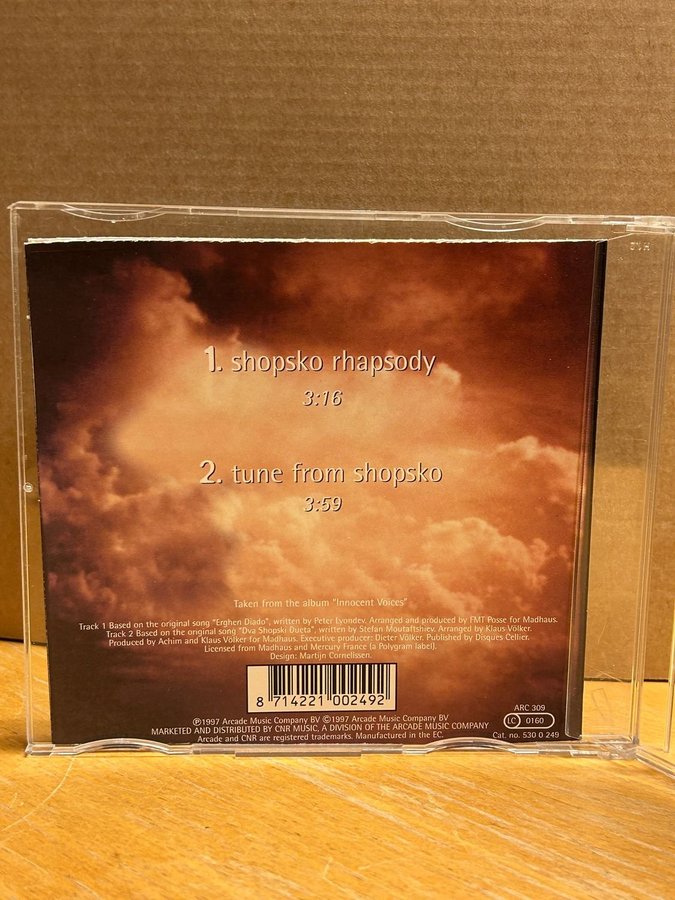 1. shopsko rhapsody
3:16
2. tune from shopsko
3:59
Taken from the album "Innocent Voices"
Track 1 Based on the original song "Erghen Diado", written by Peter Lyondev. Arranged and produced by FMT Posse for Madhaus.
Track 2 Based on the original song "Dva Shopski Dueta", written by Stefan Moutaftshiev. Arranged by Klaus Völker.
Produced by Achim and Klaus Völker for Madhaus. Executive producer: Dieter Völker. Published by Disques Cellier.
Licensed from Madhaus and Mercury France (a Polygram label).
Design: Martijn Cornelissen.
8 714221 002492
ARC 309
LC 0160
Cat. no. 530 0 249
℗1997 Arcade Music Company BV ©1997 Arcade Music Company BV
MARKETED AND DISTRIBUTED BY CNR MUSIC, A DIVISION OF THE ARCADE MUSIC COMPANY
Arcade and CNR are registered trademarks. Manufactured in the EC.